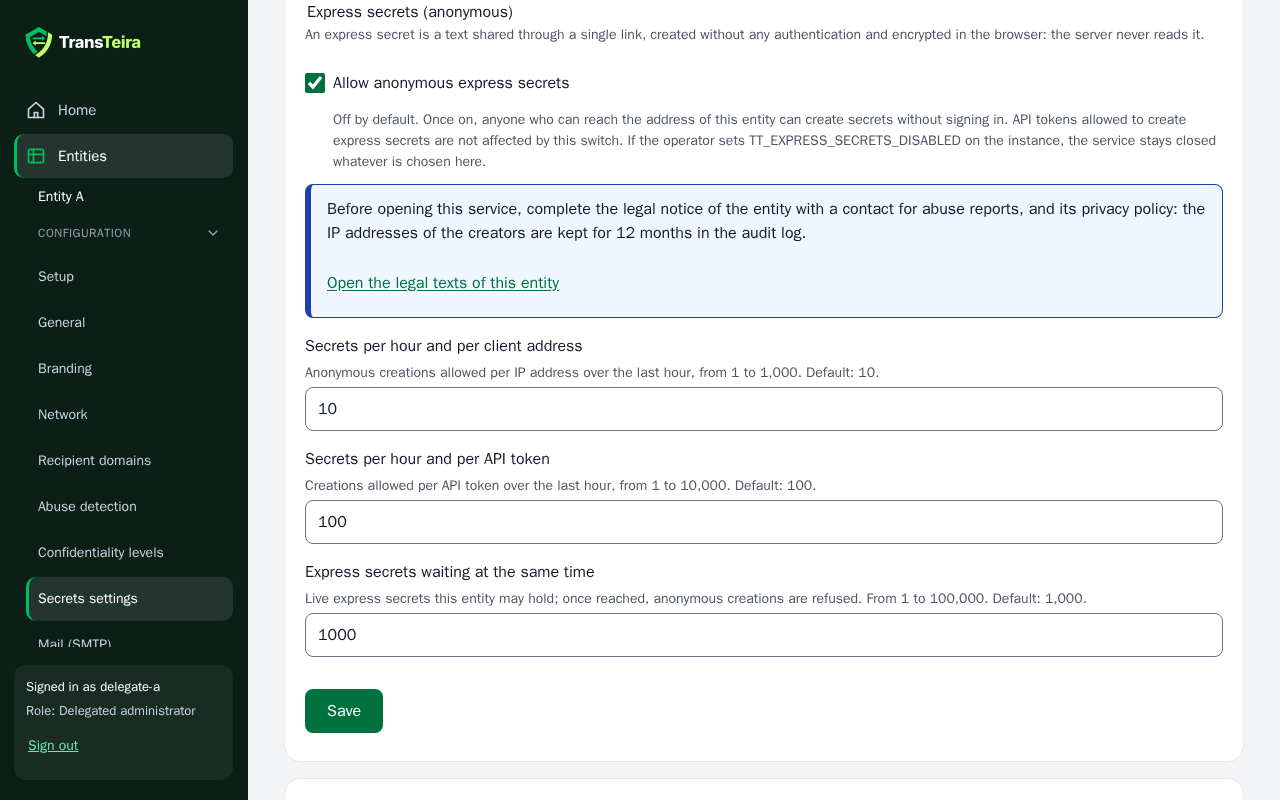 TransTeira
Home
Entities
Entity A
CONFIGURATION
Setup
General
Branding
Network
Recipient domains
Abuse detection
Confidentiality levels
Secrets settings
Mail (SMTP)
Signed in as delegate-a
Role: Delegated administrator
Sign out
Express secrets (anonymous)
An express secret is a text shared through a single link, created without any authentication and encrypted in the browser: the server never reads it.
Allow anonymous express secrets
Off by default. Once on, anyone who can reach the address of this entity can create secrets without signing in. API tokens allowed to create
express secrets are not affected by this switch. If the operator sets TT_EXPRESS_SECRETS_DISABLED on the instance, the service stays closed
whatever is chosen here.
Before opening this service, complete the legal notice of the entity with a contact for abuse reports, and its privacy policy: the
IP addresses of the creators are kept for 12 months in the audit log.
Open the legal texts of this entity
Secrets per hour and per client address
Anonymous creations allowed per IP address over the last hour, from 1 to 1,000. Default: 10.
10
Secrets per hour and per API token
Creations allowed per API token over the last hour, from 1 to 10,000. Default: 100.
100
Express secrets waiting at the same time
Live express secrets this entity may hold; once reached, anonymous creations are refused. From 1 to 100,000. Default: 1,000.
1000
Save